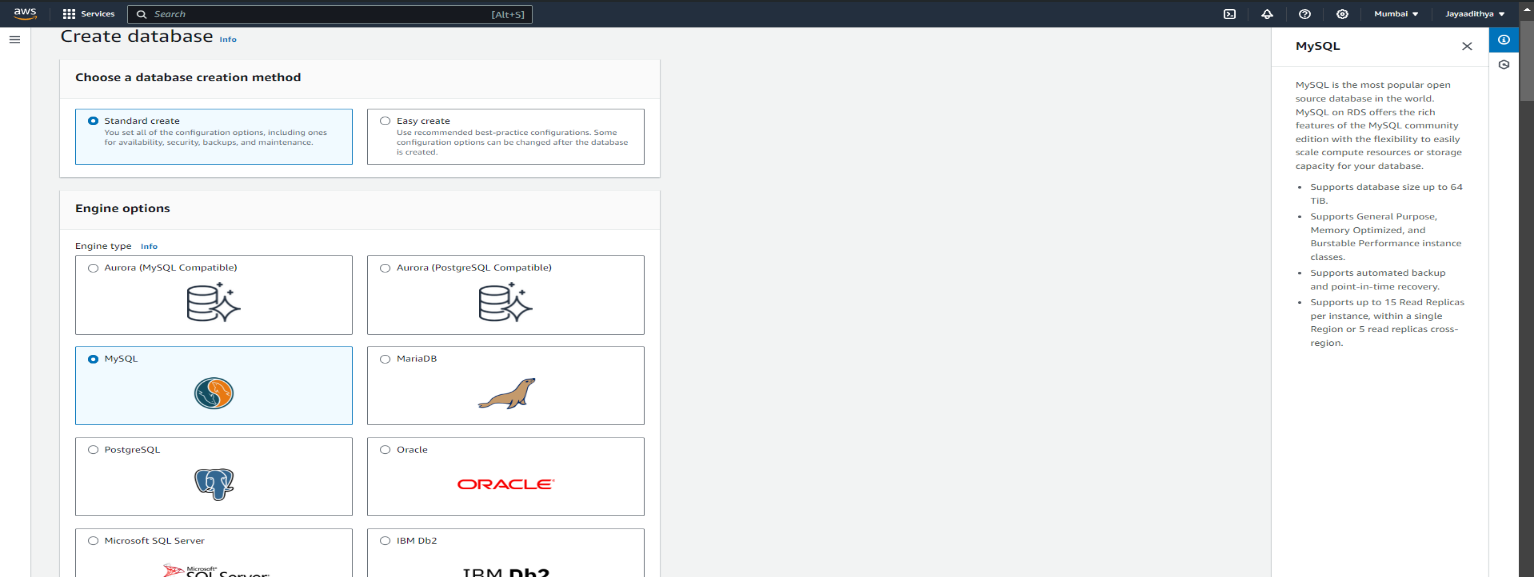 aws Services Search [Alt+S] Mumbai Jayaadithya
Create database Info
Choose a database creation method
Standard create
You set all of the configuration options, including ones
for availability, security, backups, and maintenance.
Easy create
Use recommended best-practice configurations. Some
configuration options can be changed after the database
is created.
Engine options
Engine type Info
Aurora (MySQL Compatible)
Aurora (PostgreSQL Compatible)
MySQL
MariaDB
PostgreSQL
Oracle
ORACLE
Microsoft SQL Server
Microsoft®
SQL Server
IBM Db2
IBM Db2
MySQL
MySQL is the most popular open
source database in the world.
MySQL on RDS offers the rich
features of the MySQL community
edition with the flexibility to easily
scale compute resources or storage
capacity for your database.
• Supports database size up to 64
TiB.
• Supports General Purpose,
Memory Optimized, and
Burstable Performance instance
classes.
• Supports automated backup
and point-in-time recovery.
• Supports up to 15 Read Replicas
per instance, within a single
Region or 5 read replicas cross-
region.